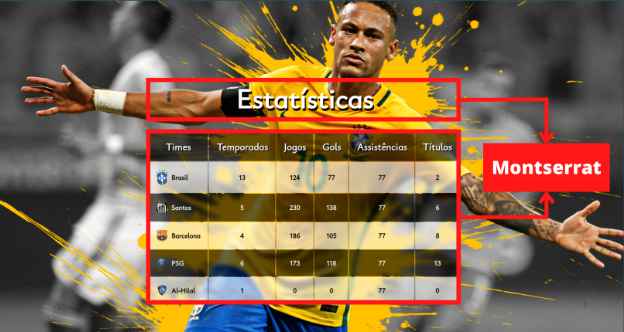 Estatísticas
Times Temporadas Jogos Gols Assistências Títulos
Brasil 13 124 77 77 2
Santos 5 230 138 77 6
Barcelona 4 186 105 77 8
PSG 6 173 118 77 13
Al-Hilal 1 0 0 77 0
Montserrat